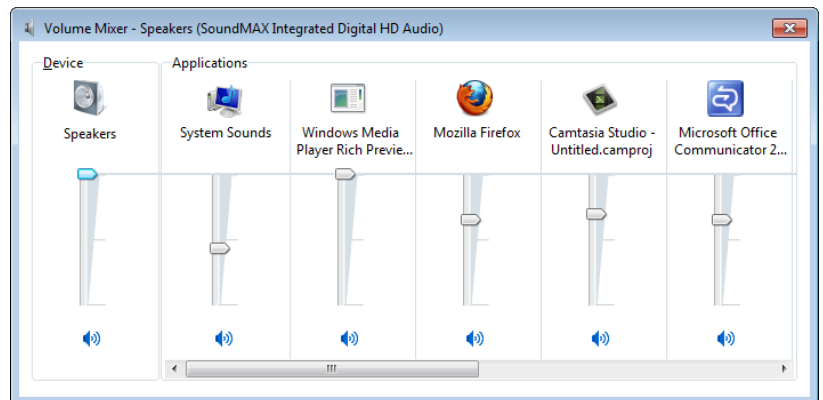 Volume Mixer - Speakers (SoundMAX Integrated Digital HD Audio)
Device
Applications
Speakers
System Sounds
Windows Media
Player Rich Previe...
Mozilla Firefox
Camtasia Studio -
Untitled.camproj
Microsoft Office
Communicator 2...